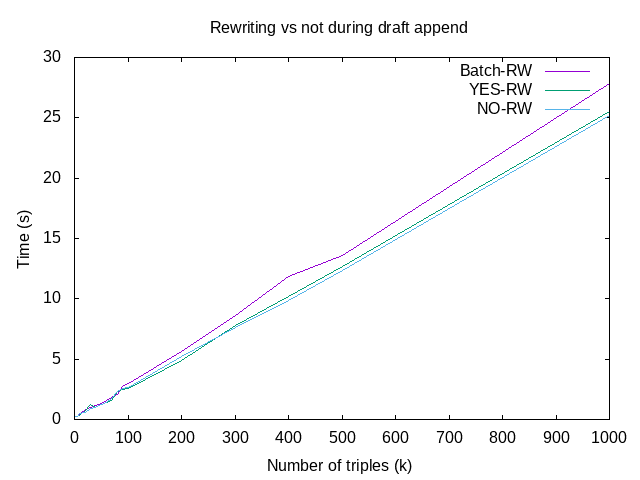 Rewriting vs not during draft append
30
25
20
15
10
5
0
Time (s)
Batch-RW
YES-RW
NO-RW
0 100 200 300 400 500 600 700 800 900 1000
Number of triples (k)